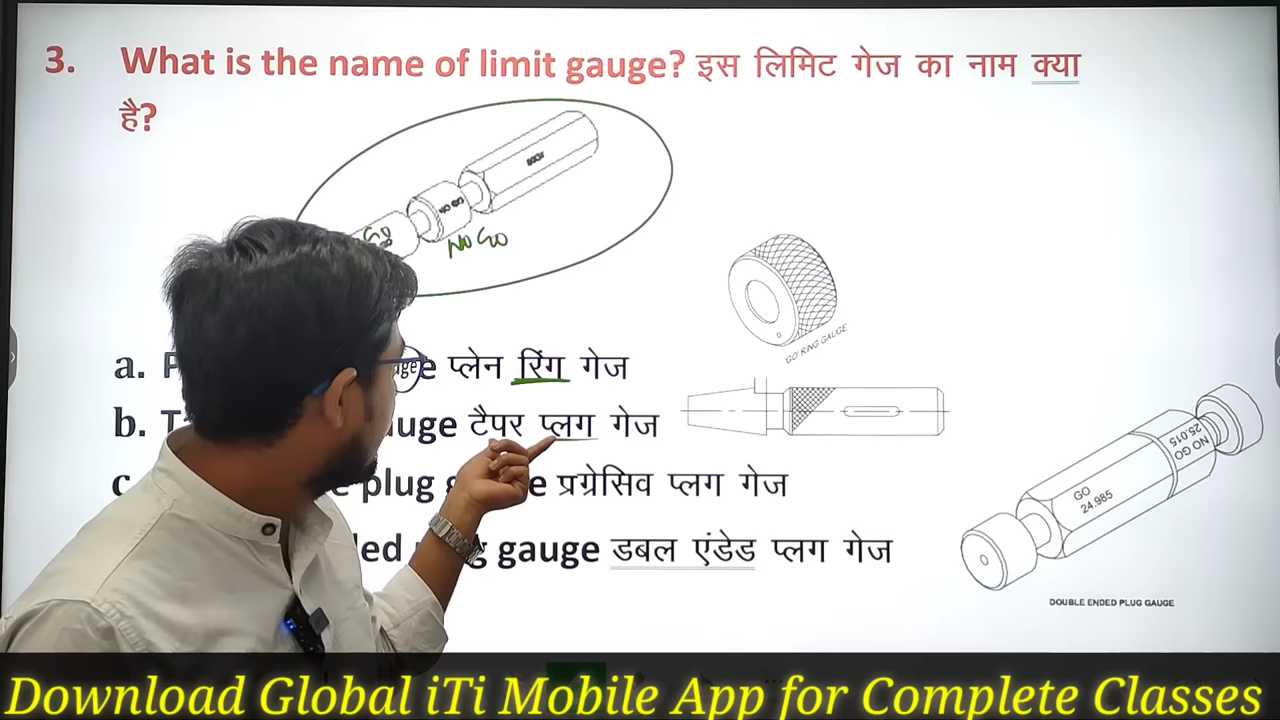 3. What is the name of limit gauge? इस लिमिट गेज का नाम क्या
है?
GO
NO GO
'GO' RING GAUGE
a. प्लेन रिंग गेज
b. टैपर प्लग गेज
c plug प्रग्रेसिव प्लग गेज
gauge डबल एंडेड प्लग गेज
NO GO
25.015
GO
24.985
DOUBLE ENDED PLUG GAUGE
Download Global iTi Mobile App for Complete Classes